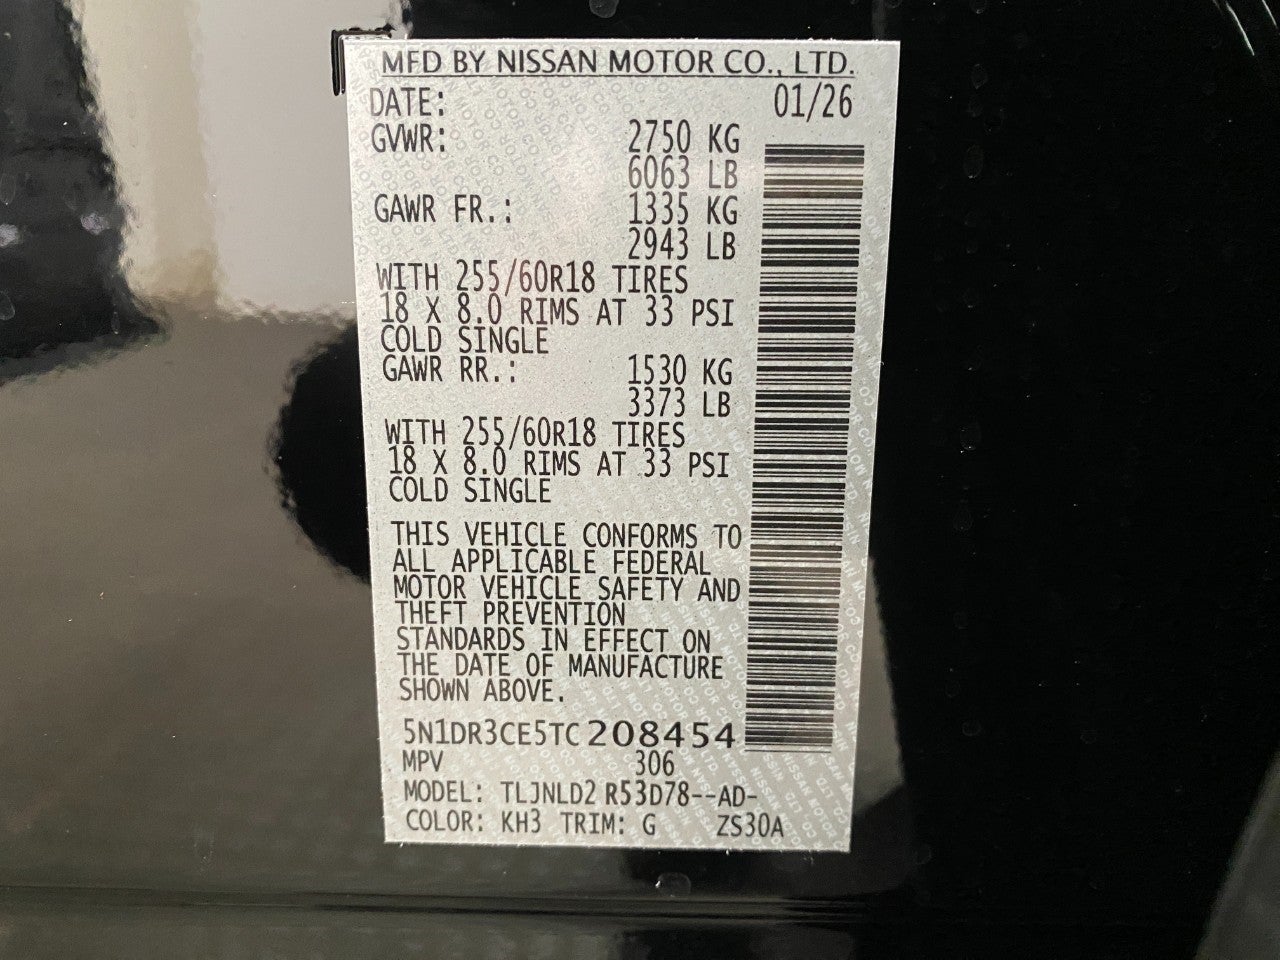 MFD BY NISSAN MOTOR CO., LTD.
DATE: 01/26
GVWR: 2750 KG
6063 LB
GAWR FR.: 1335 KG
2943 LB
WITH 255/60R18 TIRES
18 X 8.0 RIMS AT 33 PSI
COLD SINGLE
GAWR RR.: 1530 KG
3373 LB
WITH 255/60R18 TIRES
18 X 8.0 RIMS AT 33 PSI
COLD SINGLE
THIS VEHICLE CONFORMS TO
ALL APPLICABLE FEDERAL
MOTOR VEHICLE SAFETY AND
THEFT PREVENTION
STANDARDS IN EFFECT ON
THE DATE OF MANUFACTURE
SHOWN ABOVE.
5N1DR3CE5TC208454
MPV 306
MODEL: TLJNLD2 R53D78--AD-
COLOR: KH3 TRIM: G ZS30A